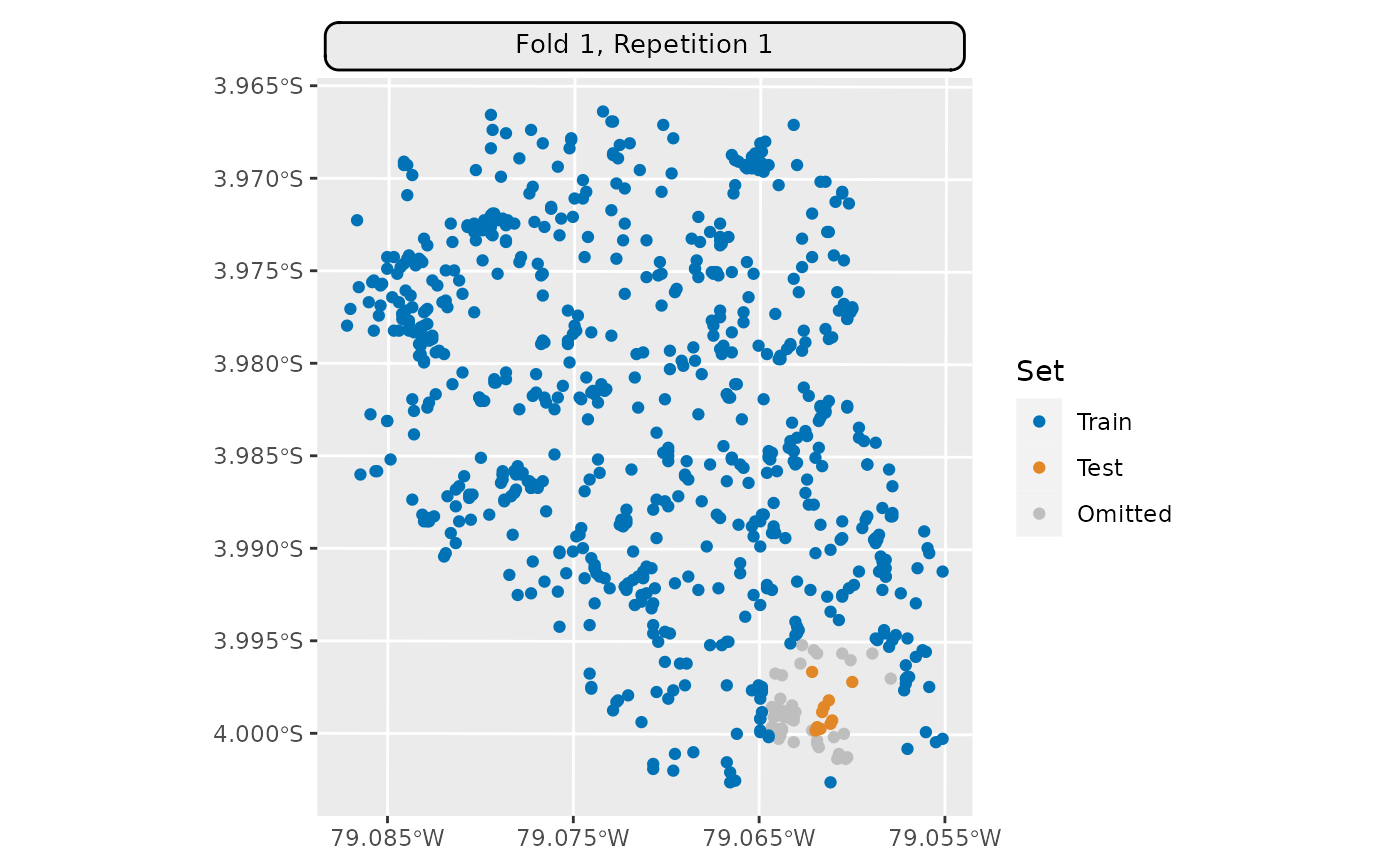 Fold 1, Repetition 1
3.965°S
3.970°S
3.975°S
3.980°S
3.985°S
3.990°S
3.995°S
4.000°S
79.085°W 79.075°W 79.065°W 79.055°W
Set
Train
Test
Omitted